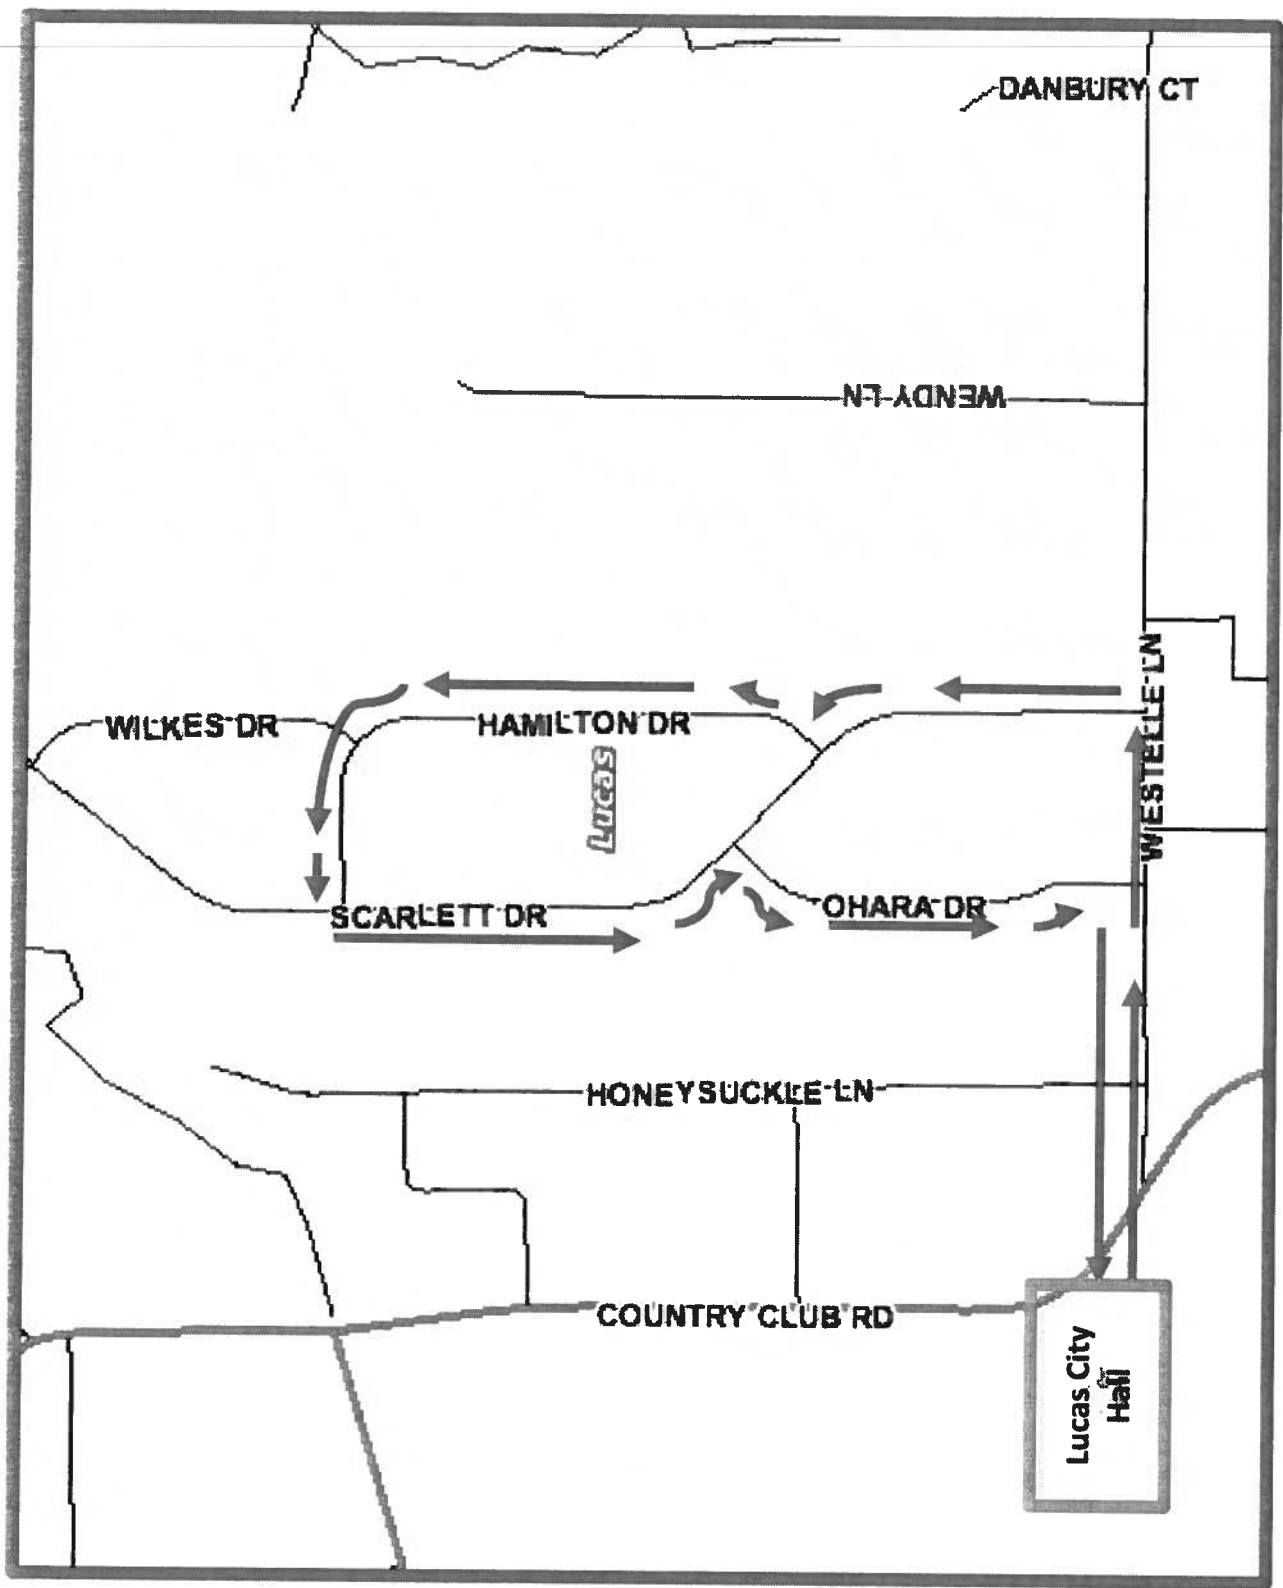 DANBURY CT
WENDY LN
WESTELLE LN
WILKES DR
HAMILTON DR
Lucas
SCARLETT DR
OHARA DR
HONEYSUCKLE LN
COUNTRY CLUB RD
Lucas City
Hall